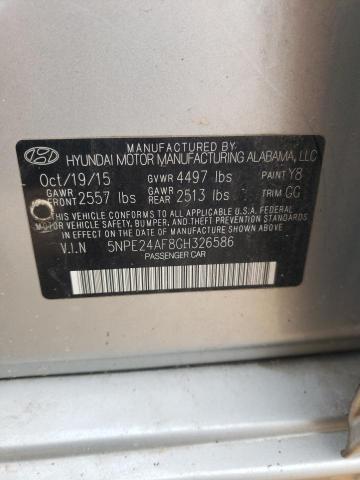 MANUFACTURED BY
HYUNDAI MOTOR MANUFACTURING ALABAMA, LLC
Oct/19/15 GVWR 4497 lbs PAINT Y8
GAWR FRONT 2557 lbs GAWR REAR 2513 lbs TRIM GG
THIS VEHICLE CONFORMS TO ALL APPLICABLE FEDERAL
MOTOR VEHICLE SAFETY, BUMPER, AND THEFT PREVENTION STANDARDS
IN EFFECT ON THE DATE OF MANUFACTURE SHOWN ABOVE.
V.I.N 5NPE24AF8GH326586
PASSENGER CAR